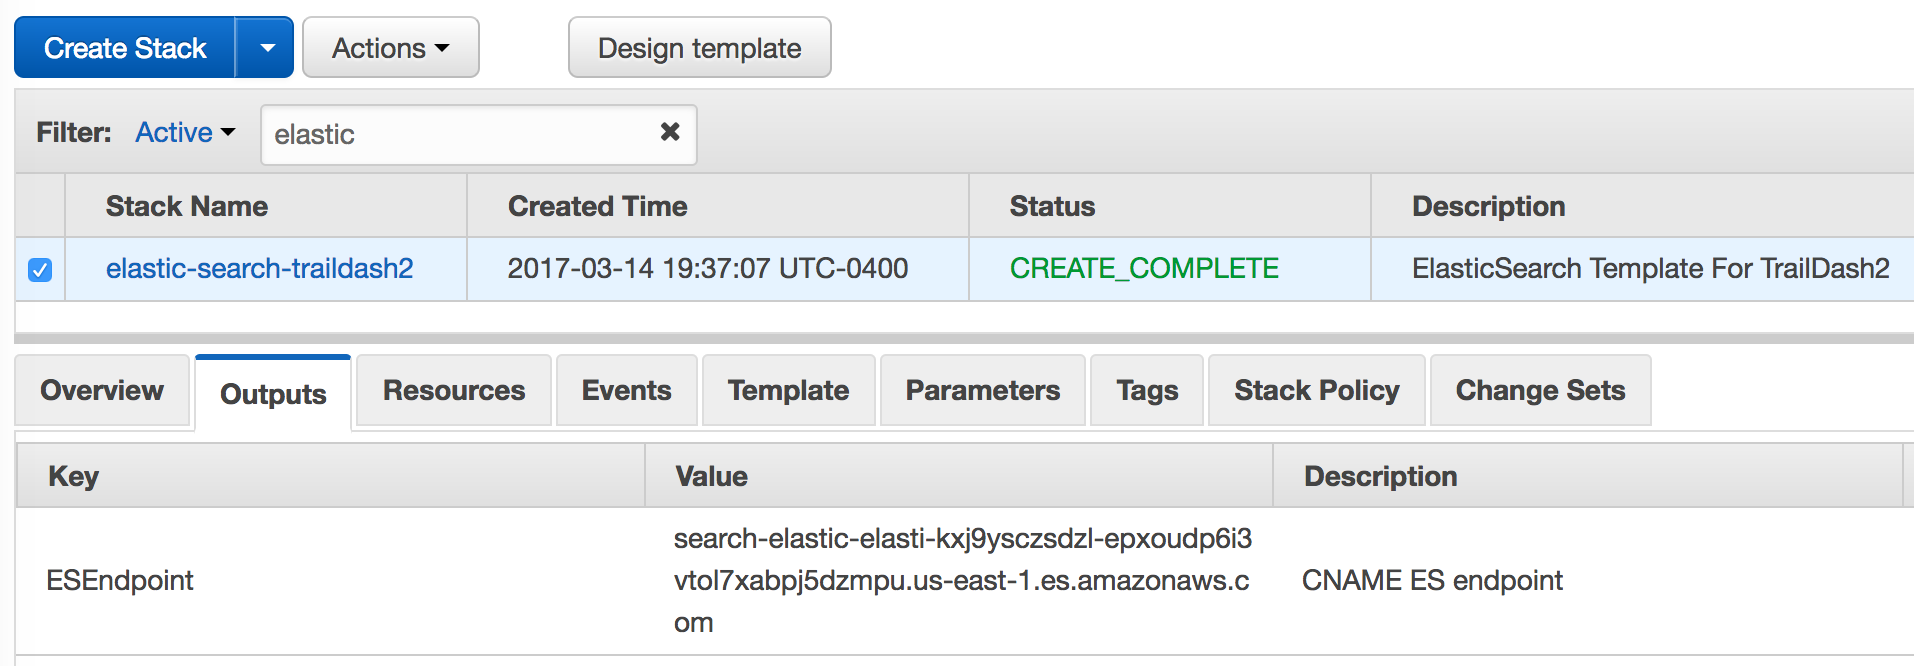 Create Stack
Actions
Design template
Filter: Active elastic
Stack Name Created Time Status Description
elastic-search-traildash2 2017-03-14 19:37:07 UTC-0400 CREATE_COMPLETE ElasticSearch Template For TrailDash2
Overview Outputs Resources Events Template Parameters Tags Stack Policy Change Sets
Key Value Description
search-elastic-elasti-kxj9ysczsdzl-epxoudp6i3
ESEndpoint vtol7xabpj5dzmpu.us-east-1.es.amazonaws.c CNAME ES endpoint
om